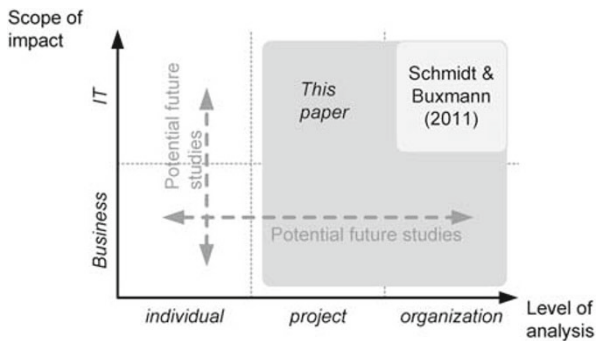 Scope of
impact
IT
Business
Potential future
studies
This
paper
Schmidt &
Buxmann
(2011)
Potential future studies
individual
project
organization
Level of
analysis